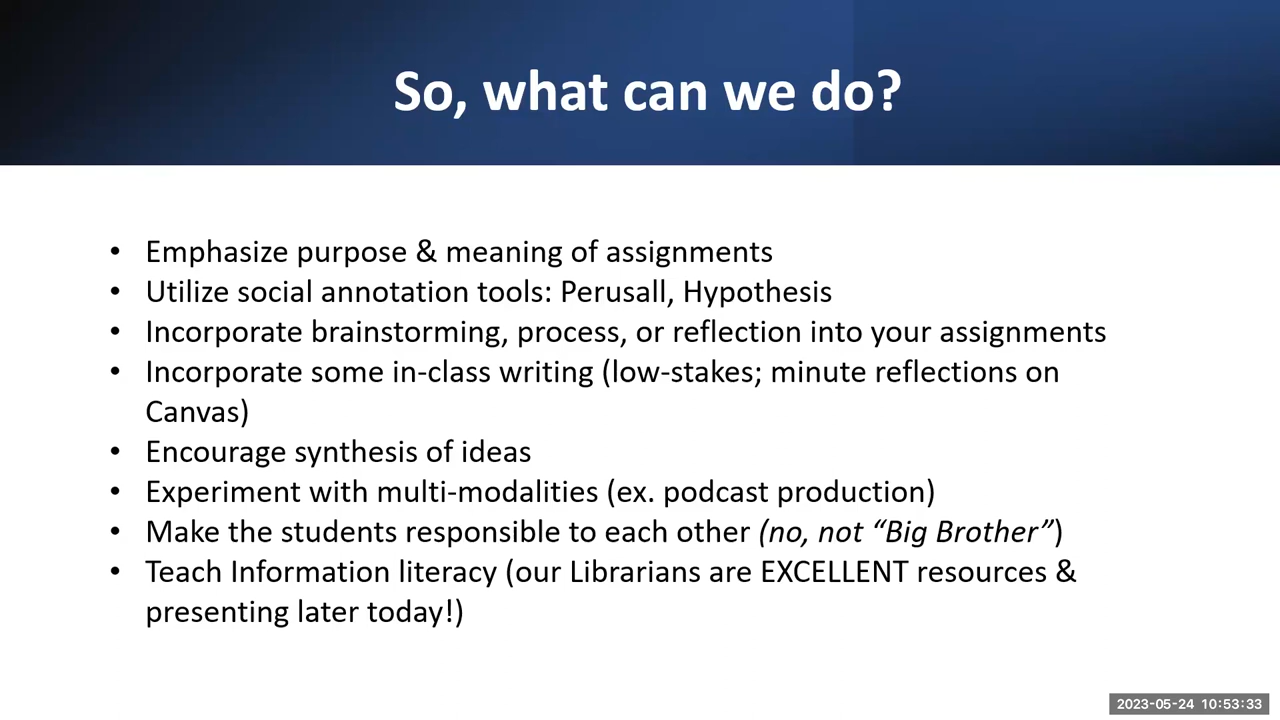 So, what can we do?
• Emphasize purpose & meaning of assignments
• Utilize social annotation tools: Perusall, Hypothesis
• Incorporate brainstorming, process, or reflection into your assignments
• Incorporate some in-class writing (low-stakes; minute reflections on
Canvas)
• Encourage synthesis of ideas
• Experiment with multi-modalities (ex. podcast production)
• Make the students responsible to each other (no, not “Big Brother”)
• Teach Information literacy (our Librarians are EXCELLENT resources &
presenting later today!)
2023-05-24 10:53:33